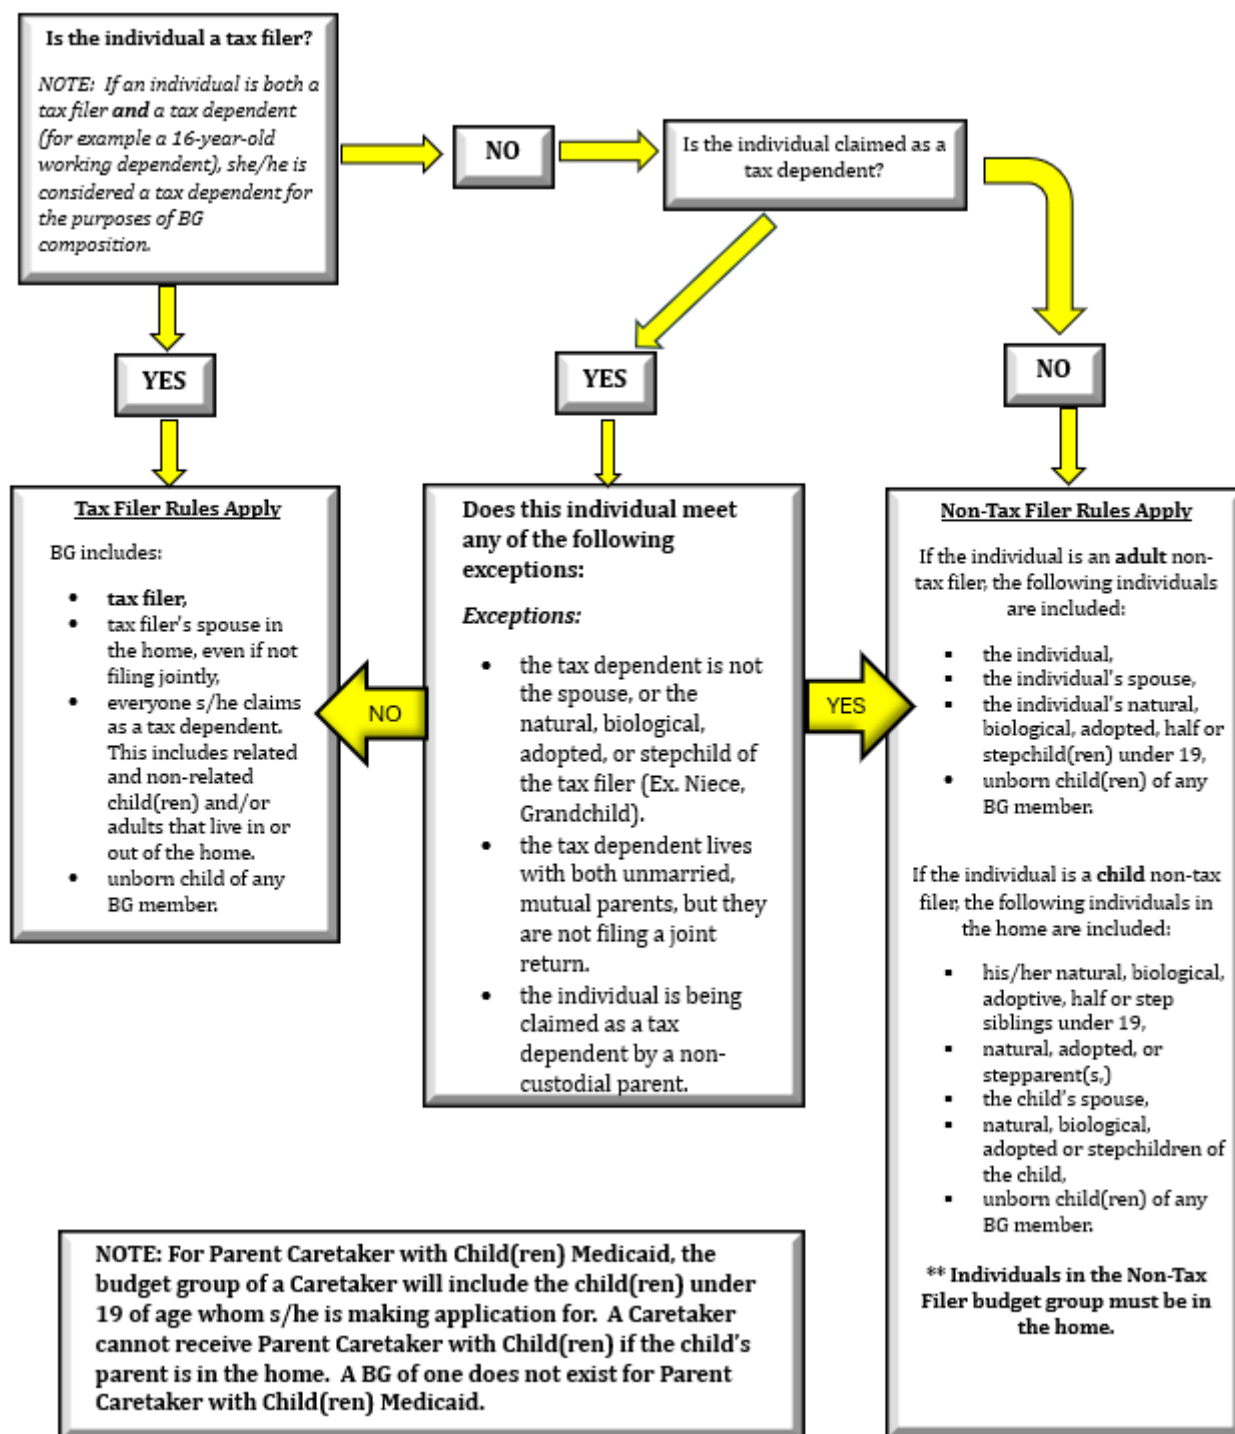 Is the individual a tax filer?
NOTE: If an individual is both a
tax filer and a tax dependent
(for example a 16-year-old
working dependent), she/he is
considered a tax dependent for
the purposes of BG
composition.
NO
Is the individual claimed as a
tax dependent?
YES
YES
NO
Tax Filer Rules Apply
BG includes:
• tax filer,
• tax filer's spouse in
the home, even if not
filing jointly,
• everyone s/he claims
as a tax dependent.
This includes related
and non-related
child(ren) and/or
adults that live in or
out of the home.
• unborn child of any
BG member.
NO
Does this individual meet
any of the following
exceptions:
Exceptions:
• the tax dependent is not
the spouse, or the
natural, biological,
adopted, or stepchild of
the tax filer (Ex. Niece,
Grandchild).
• the tax dependent lives
with both unmarried,
mutual parents, but they
are not filing a joint
return.
• the individual is being
claimed as a tax
dependent by a non-
custodial parent.
YES
Non-Tax Filer Rules Apply
If the individual is an adult non-
tax filer, the following individuals
are included:
▪ the individual,
▪ the individual's spouse,
▪ the individual's natural,
biological, adopted, half or
stepchild(ren) under 19,
• unborn child(ren) of any
BG member.
If the individual is a child non-tax
filer, the following individuals in
the home are included:
▪ his/her natural, biological,
adoptive, half or step
siblings under 19,
▪ natural, adopted, or
stepparent(s,)
▪ the child's spouse,
▪ natural, biological,
adopted or stepchildren of
the child,
▪ unborn child(ren) of any
BG member.
** Individuals in the Non-Tax
Filer budget group must be in
the home.
NOTE: For Parent Caretaker with Child(ren) Medicaid, the
budget group of a Caretaker will include the child(ren) under
19 of age whom s/he is making application for. A Caretaker
cannot receive Parent Caretaker with Child(ren) if the child's
parent is in the home. A BG of one does not exist for Parent
Caretaker with Child(ren) Medicaid.